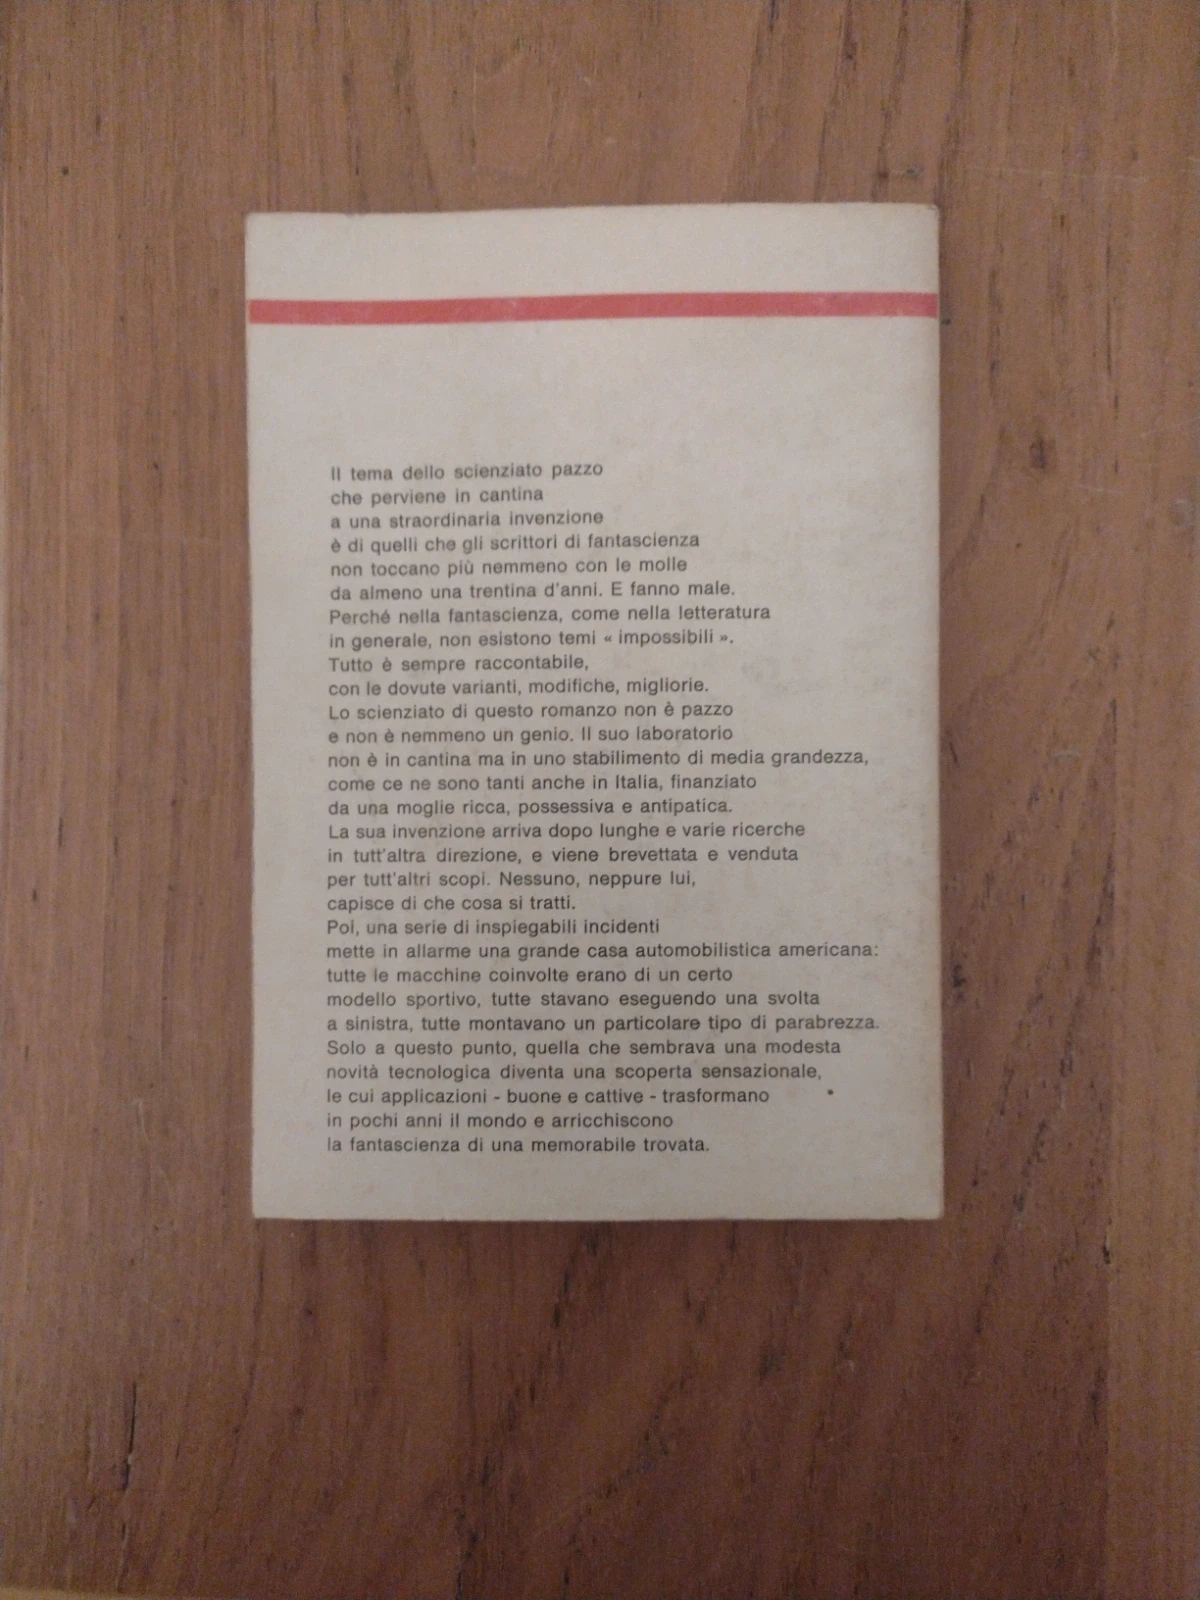 Il tema dello scienziato pazzo
che perviene in cantina
a una straordinaria invenzione
è di quelli che gli scrittori di fantascienza
non toccano più nemmeno con le molle
da almeno una trentina d'anni. E fanno male.
Perché nella fantascienza, come nella letteratura
in generale, non esistono temi « impossibili ».
Tutto è sempre raccontabile,
con le dovute varianti, modifiche, migliorie.
Lo scienziato di questo romanzo non è pazzo
e non è nemmeno un genio. Il suo laboratorio
non è in cantina ma in uno stabilimento di media grandezza,
come ce ne sono tanti anche in Italia, finanziato
da una moglie ricca, possessiva e antipatica.
La sua invenzione arriva dopo lunghe e varie ricerche
in tutt'altra direzione, e viene brevettata e venduta
per tutt'altri scopi. Nessuno, neppure lui,
capisce di che cosa si tratti.
Poi, una serie di inspiegabili incidenti
mette in allarme una grande casa automobilistica americana:
tutte le macchine coinvolte erano di un certo
modello sportivo, tutte stavano eseguendo una svolta
a sinistra, tutte montavano un particolare tipo di parabrezza.
Solo a questo punto, quella che sembrava una modesta
novità tecnologica diventa una scoperta sensazionale,
le cui applicazioni - buone e cattive - trasformano
in pochi anni il mondo e arricchiscono
la fantascienza di una memorabile trovata.